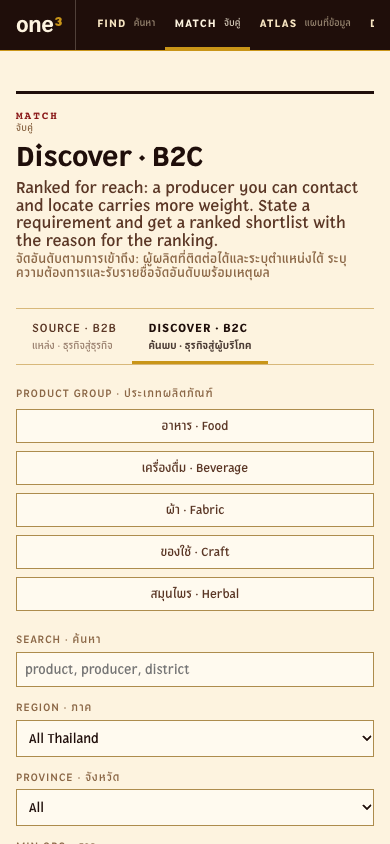 one³
FIND ค้นหา MATCH จับคู่ ATLAS แผนที่ข้อมูล
MATCH
จับคู่
Discover · B2C
Ranked for reach: a producer you can contact
and locate carries more weight. State a
requirement and get a ranked shortlist with
the reason for the ranking.
จัดอันดับตามการเข้าถึง: ผู้ผลิตที่ติดต่อได้และระบุตำแหน่งได้ ระบุ
ความต้องการและรับรายชื่อจัดอันดับพร้อมเหตุผล
SOURCE · B2B DISCOVER · B2C
แหล่ง · ธุรกิจสู่ธุรกิจ ค้นพบ · ธุรกิจสู่ผู้บริโภค
PRODUCT GROUP · ประเภทผลิตภัณฑ์
อาหาร · Food
เครื่องดื่ม · Beverage
ผ้า · Fabric
ของใช้ · Craft
สมุนไพร · Herbal
SEARCH · ค้นหา
product, producer, district
REGION · ภาค
All Thailand
PROVINCE · จังหวัด
All